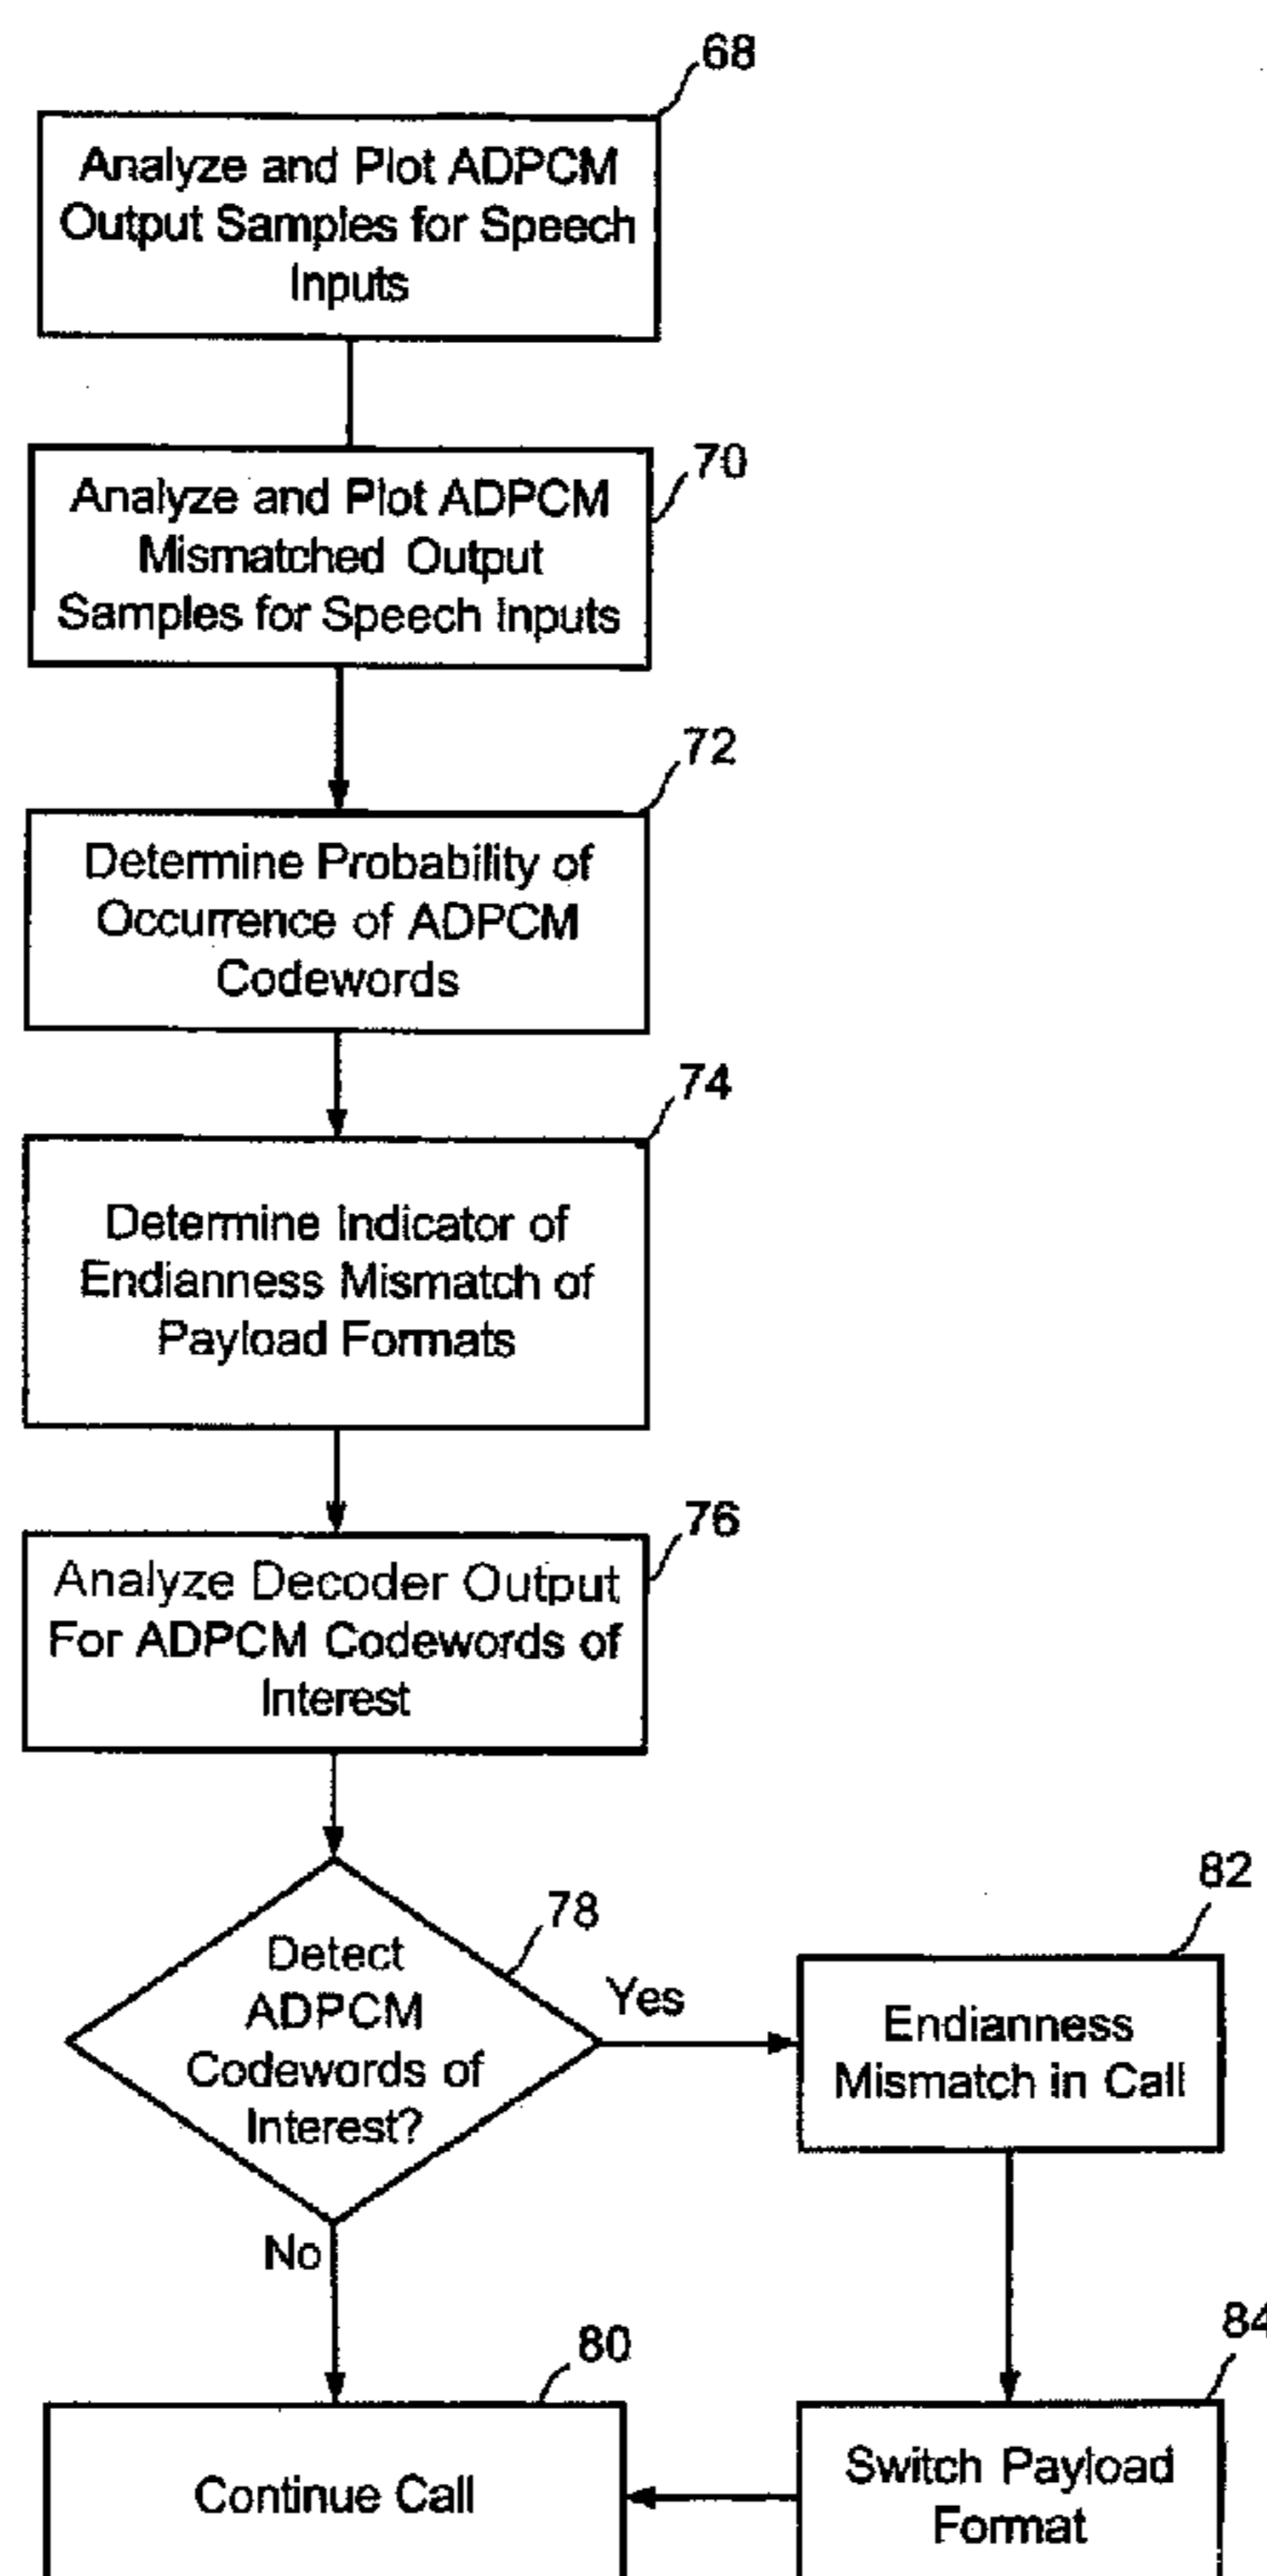 68
Analyze and Plot ADPCM
Output Samples for Speech
Inputs
70
Analyze and Plot ADPCM
Mismatched Output
Samples for Speech Inputs
72
Determine Probability of
Occurrence of ADPCM
Codewords
74
Determine Indicator of
Endianness Mismatch of
Payload Formats
76
Analyze Decoder Output
For ADPCM Codewords of
Interest
78
Detect
ADPCM
Codewords of
Interest?
Yes
82
Endianness
Mismatch in Call
No
80
Continue Call
84
Switch Payload
Format